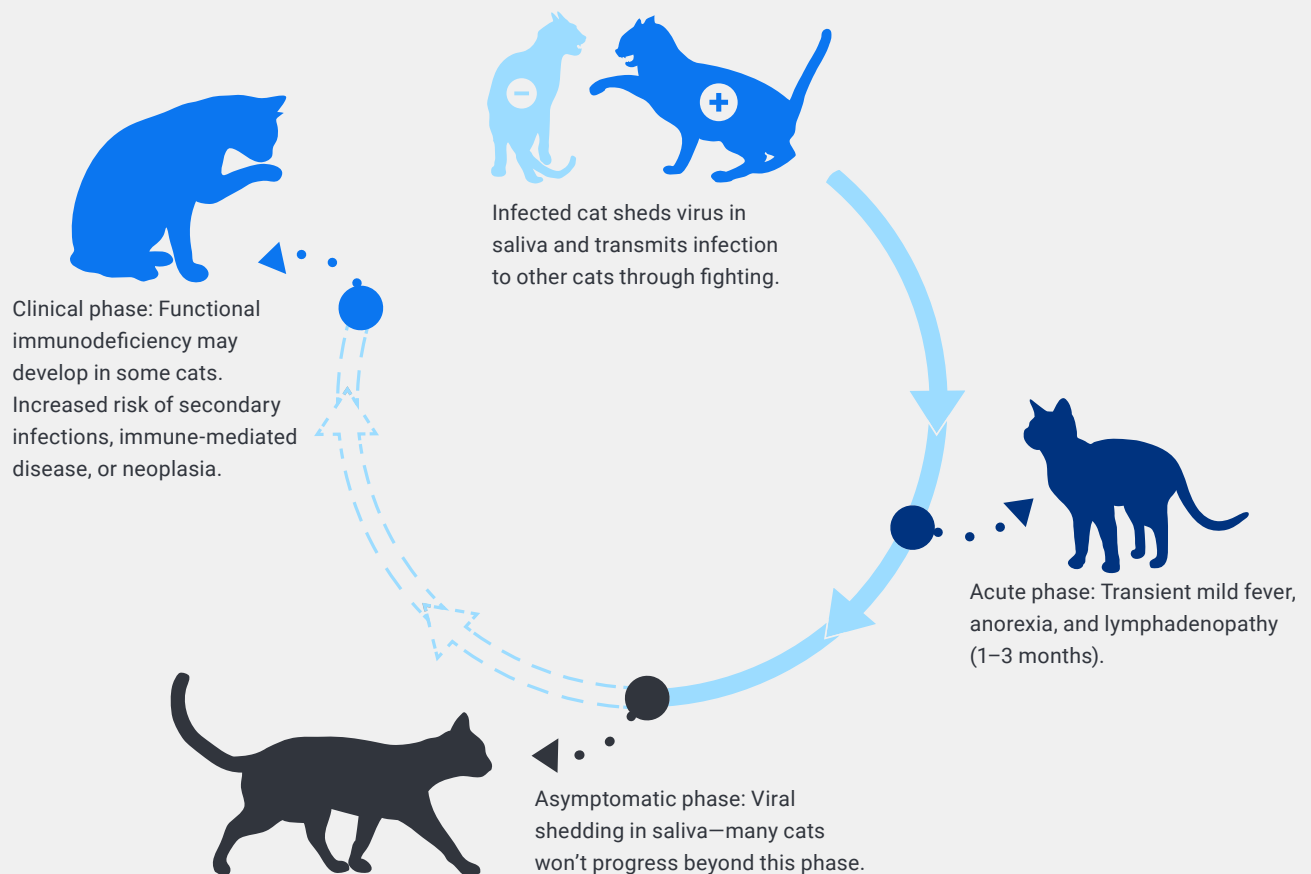 Infected cat sheds virus in
saliva and transmits infection
to other cats through fighting.
Clinical phase: Functional
immunodeficiency may
develop in some cats.
Increased risk of secondary
infections, immune-mediated
disease, or neoplasia.
Acute phase: Transient mild fever,
anorexia, and lymphadenopathy
(1–3 months).
Asymptomatic phase: Viral
shedding in saliva—many cats
won’t progress beyond this phase.